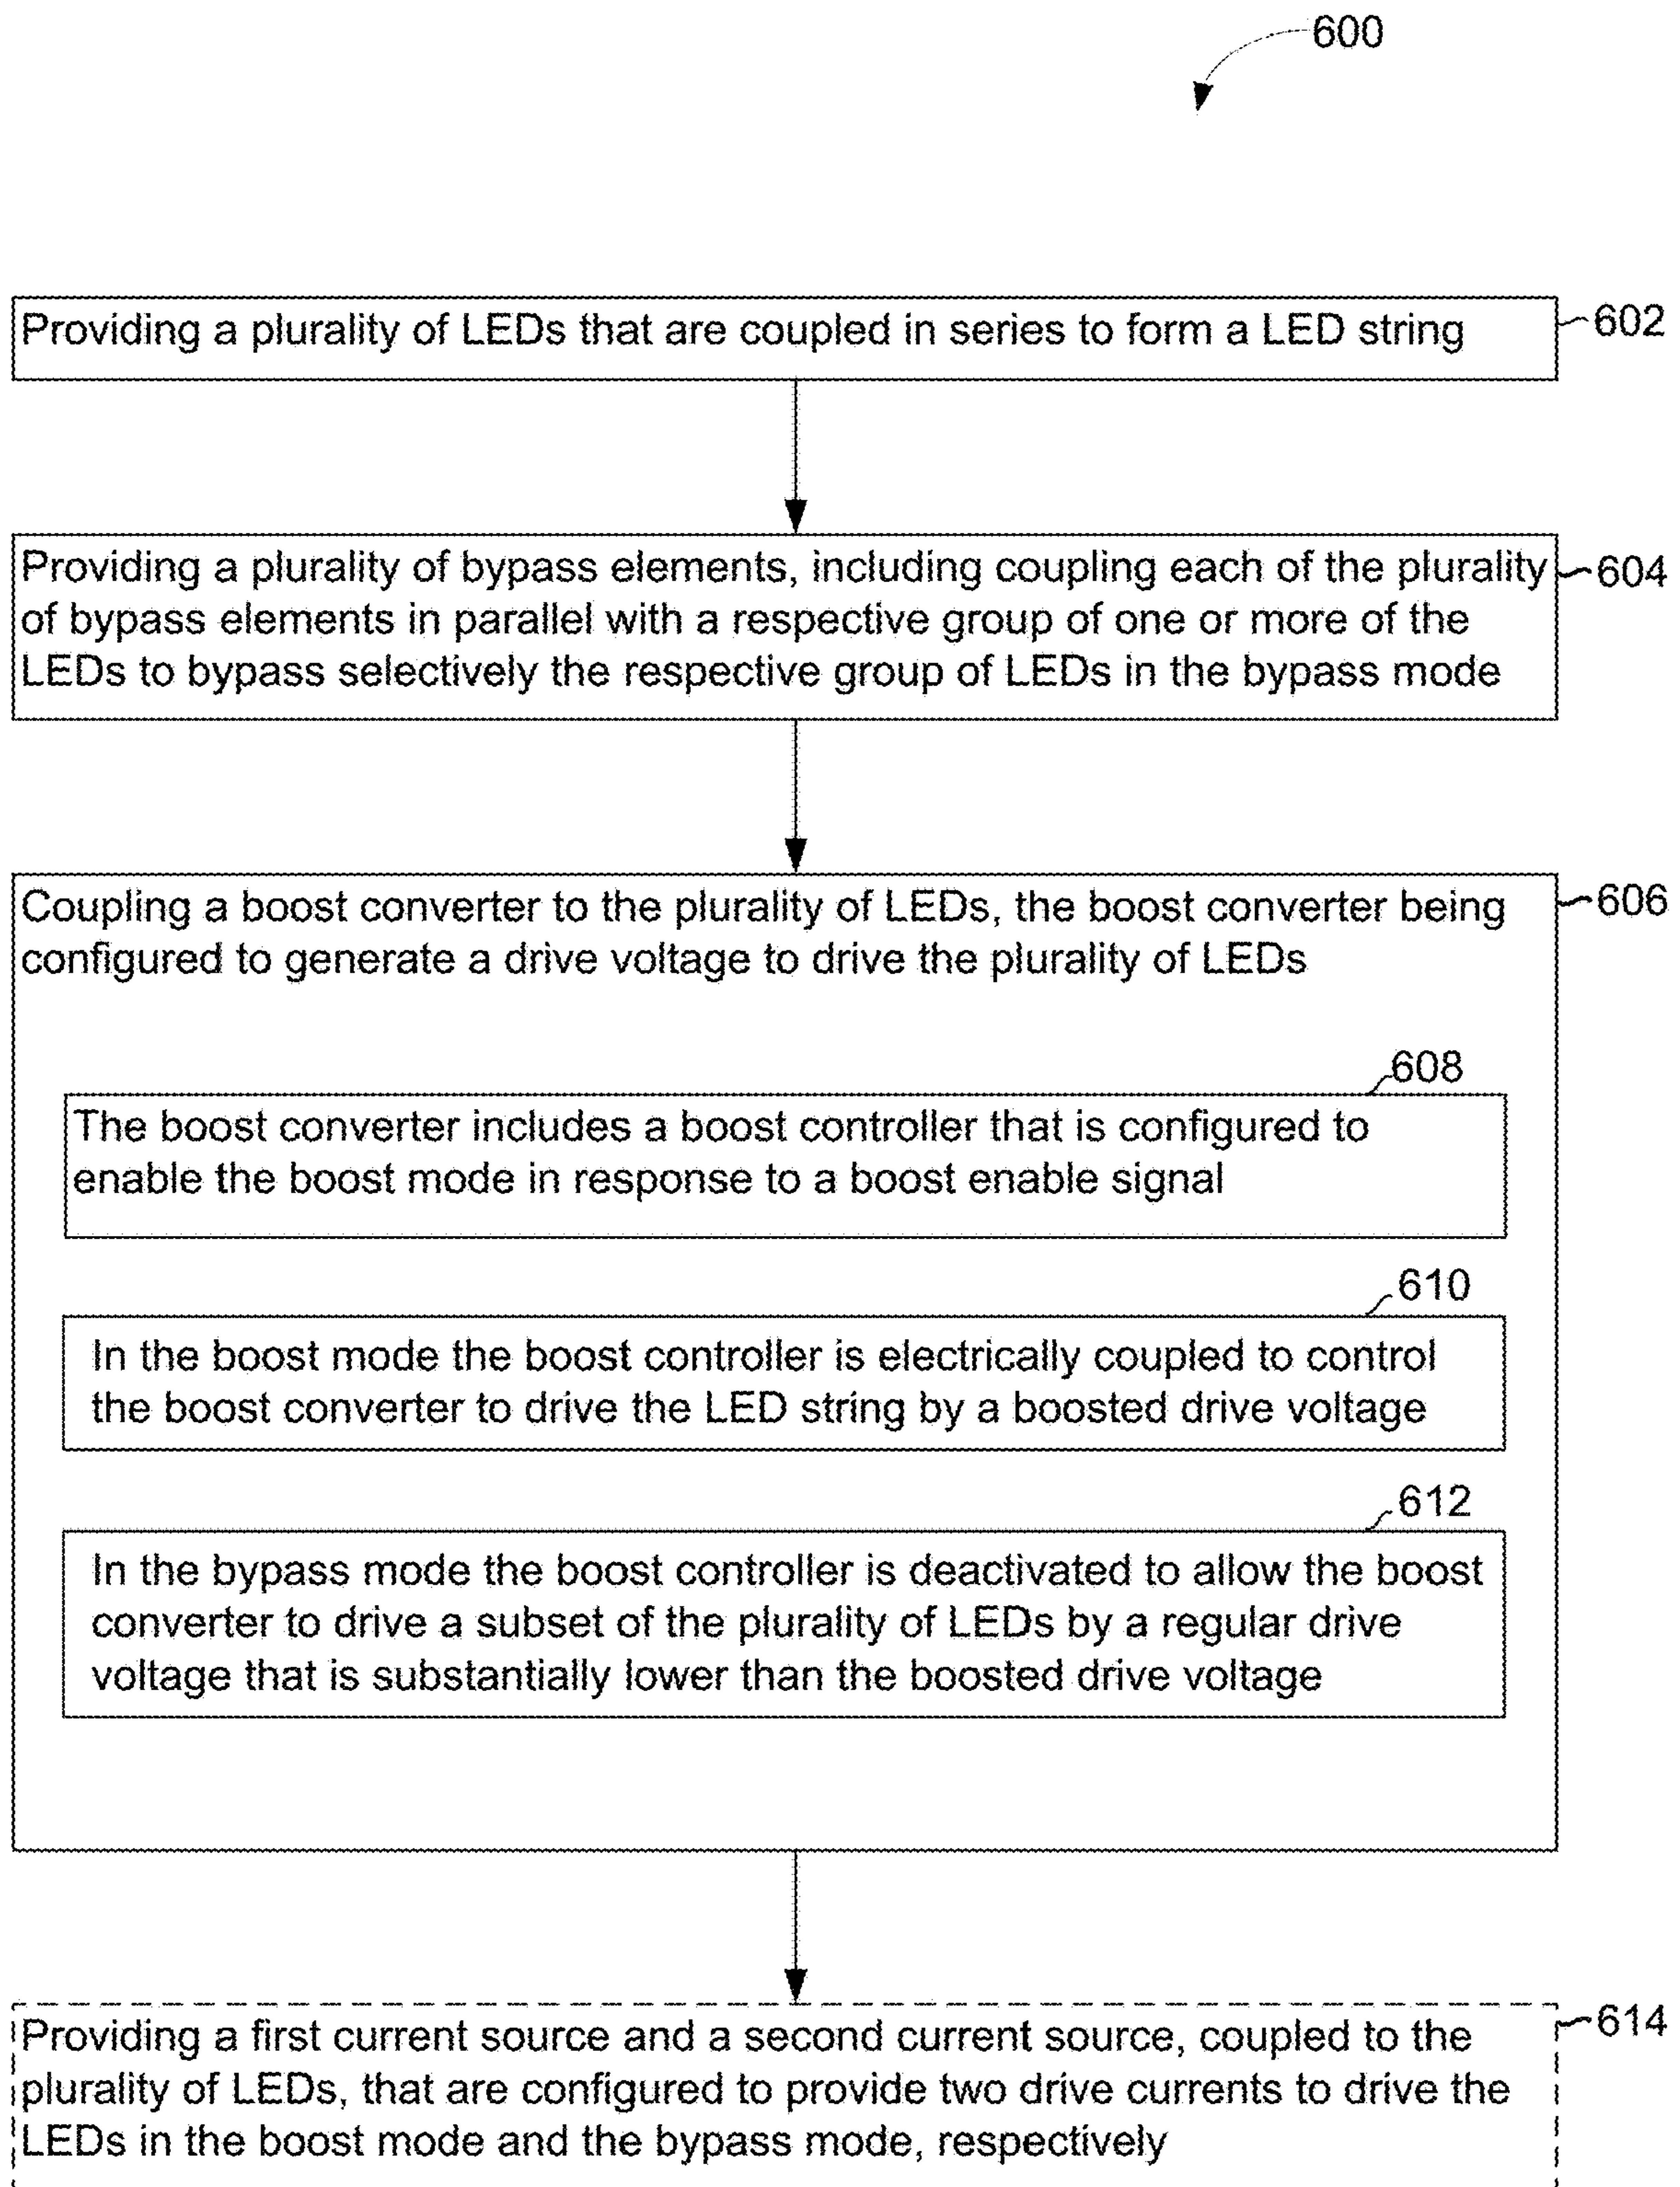 600
Providing a plurality of LEDs that are coupled in series to form a LED string
602
Providing a plurality of bypass elements, including coupling each of the plurality
of bypass elements in parallel with a respective group of one or more of the
LEDs to bypass selectively the respective group of LEDs in the bypass mode
604
Coupling a boost converter to the plurality of LEDs, the boost converter being
configured to generate a drive voltage to drive the plurality of LEDs
606
608
The boost converter includes a boost controller that is configured to
enable the boost mode in response to a boost enable signal
610
In the boost mode the boost controller is electrically coupled to control
the boost converter to drive the LED string by a boosted drive voltage
612
In the bypass mode the boost controller is deactivated to allow the boost
converter to drive a subset of the plurality of LEDs by a regular drive
voltage that is substantially lower than the boosted drive voltage
Providing a first current source and a second current source, coupled to the
plurality of LEDs, that are configured to provide two drive currents to drive the
LEDs in the boost mode and the bypass mode, respectively
614